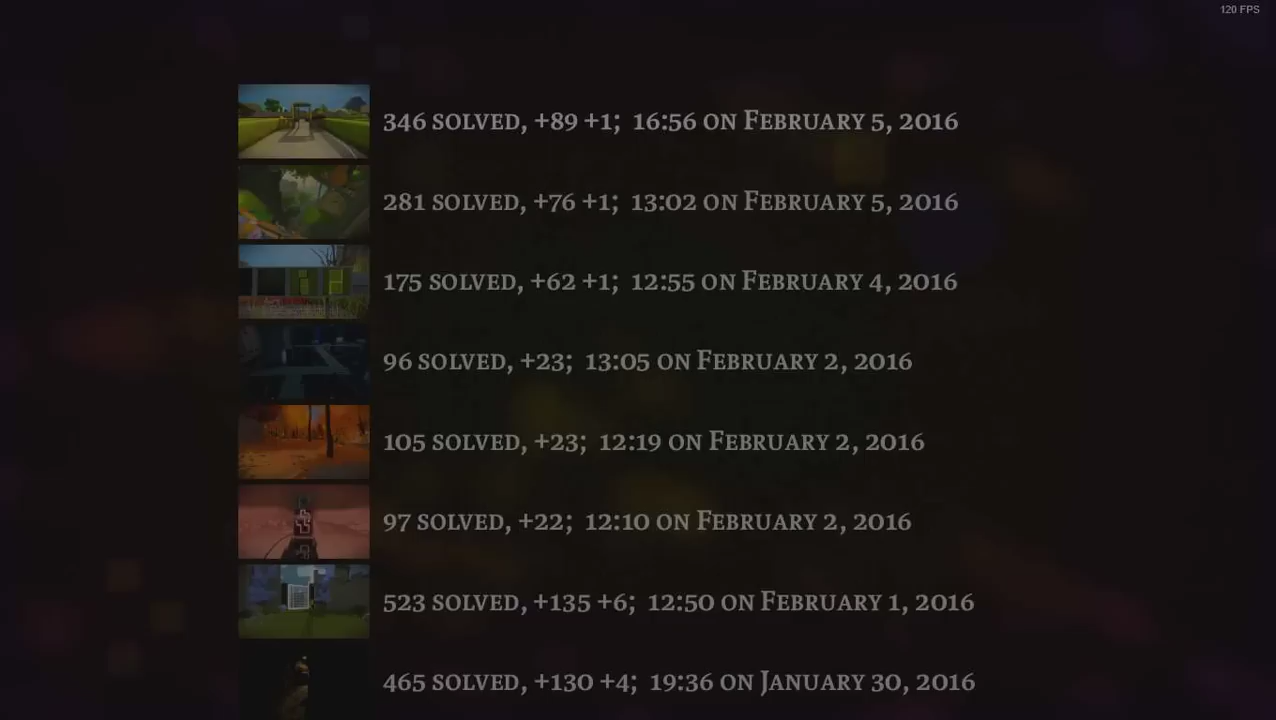 120 FPS
346 SOLVED, +89 +1; 16:56 ON FEBRUARY 5, 2016
281 SOLVED, +76 +1; 13:02 ON FEBRUARY 5, 2016
175 SOLVED, +62 +1; 12:55 ON FEBRUARY 4, 2016
96 SOLVED, +23; 13:05 ON FEBRUARY 2, 2016
105 SOLVED, +23; 12:19 ON FEBRUARY 2, 2016
97 SOLVED, +22; 12:10 ON FEBRUARY 2, 2016
523 SOLVED, +135 +6; 12:50 ON FEBRUARY 1, 2016
465 SOLVED, +130 +4; 19:36 ON JANUARY 30, 2016